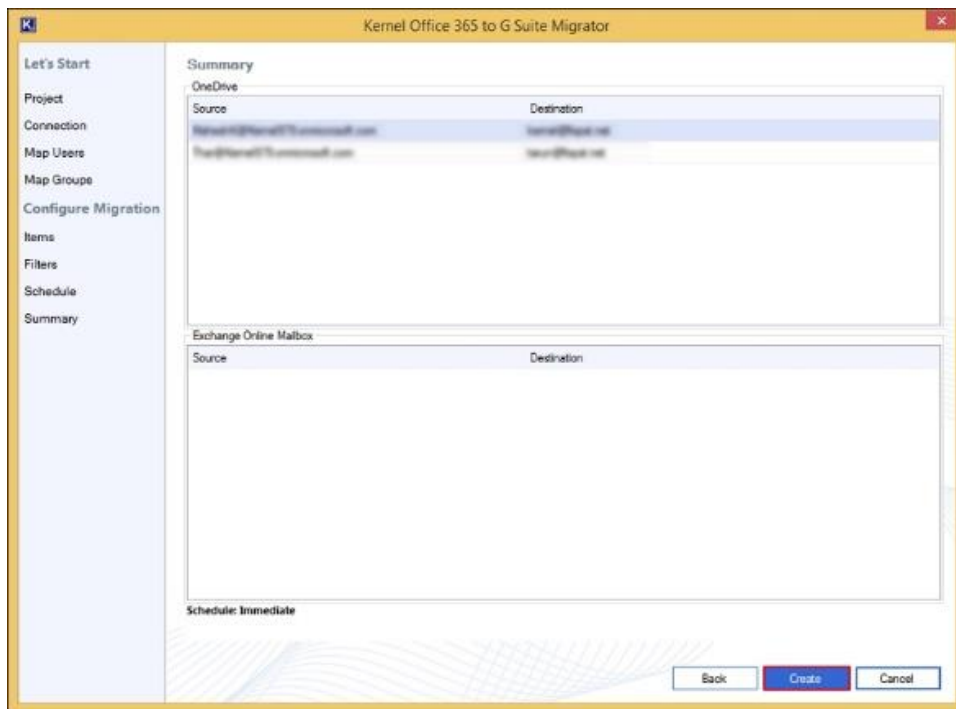 K
Kernel Office 365 to G Suite Migrator
Let's Start
Project
Connection
Map Users
Map Groups
Configure Migration
Items
Filters
Schedule
Summary
Summary
OneDrive
Source Destination
Exchange Online Mailbox
Source Destination
Schedule: Immediate
Back Create Cancel